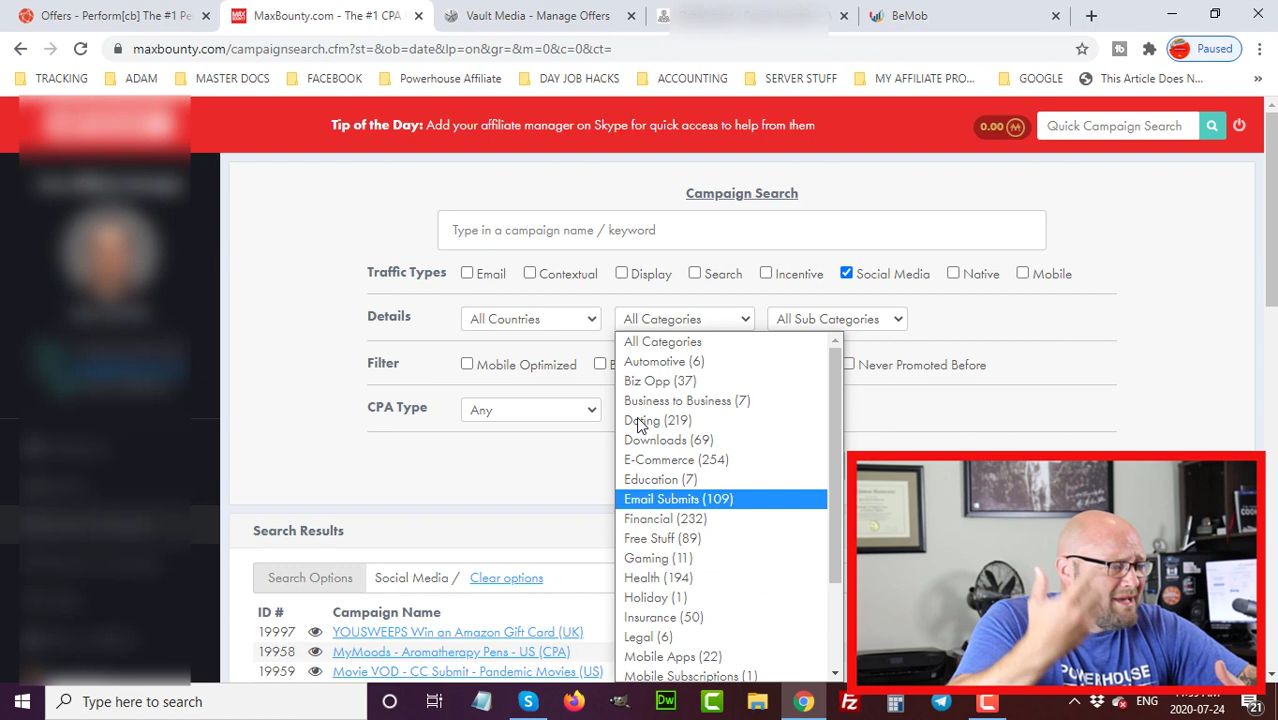 Offers - Perform[cb] The #1 Pe
MaxBounty.com - The #1 CPA
Vault Media - Manage Offers
BeMob
maxbounty.com/campaignsearch.cfm?st=&ob=date&lp=on&gr=&m=0&c=0&ct=
Paused
TRACKING
ADAM
MASTER DOCS
FACEBOOK
Powerhouse Affiliate
DAY JOB HACKS
ACCOUNTING
SERVER STUFF
MY AFFILIATE PRO...
GOOGLE
This Article Does N...
Tip of the Day: Add your affiliate manager on Skype for quick access to help from them
0.00
Quick Campaign Search
Campaign Search
Type in a campaign name / keyword
Traffic Types Email Contextual Display Search Incentive Social Media Native Mobile
Details All Countries All Categories All Sub Categories
All Categories
Automotive (6)
Filter Mobile Optimized Never Promoted Before
Biz Opp (37)
Business to Business (7)
CPA Type Any
Dating (219)
Downloads (69)
E-Commerce (254)
Education (7)
Email Submits (109)
Financial (232)
Free Stuff (89)
Gaming (11)
Health (194)
Holiday (1)
Insurance (50)
Legal (6)
Mobile Apps (22)
Mobile Subscriptions (1)
Search Results
Search Options Social Media / Clear options
ID # Campaign Name
19997 YOUSWEEPS Win an Amazon Gift Card (UK)
19958 MyMoods - Aromatherapy Pens - US (CPA)
19959 Movie VOD - CC Submit - Pandemic Movies (US)
POWERHOUSE
Type here to search
Dw
ENG
2020-07-24
21